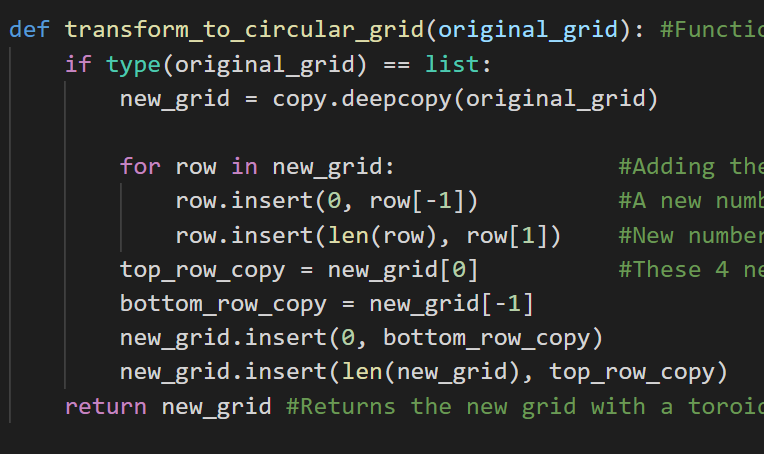 def transform_to_circular_grid(original_grid): #Functio
if type(original_grid) == list:
new_grid = copy.deepcopy(original_grid)
for row in new_grid: #Adding the
row.insert(0, row[-1]) #A new numb
row.insert(len(row), row[1]) #New number
top_row_copy = new_grid[0] #These 4 ne
bottom_row_copy = new_grid[-1]
new_grid.insert(0, bottom_row_copy)
new_grid.insert(len(new_grid), top_row_copy)
return new_grid #Returns the new grid with a toroid